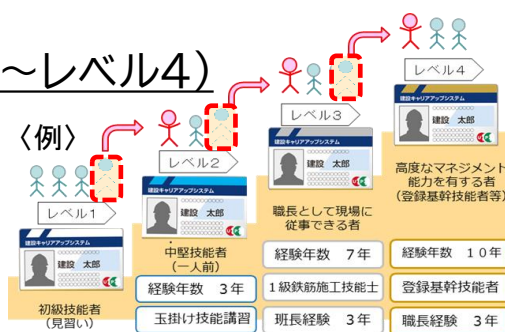 ～レベル4)
〈例〉
レベル1
建設キャリアアップシステム
建設 太郎
初級技能者
(見習い)
レベル2
建設キャリアアップシステム
建設 太郎
中堅技能者
(一人前)
経験年数 3年
玉掛け技能講習
レベル3
建設キャリアアップシステム
建設 太郎
職長として現場に
従事できる者
経験年数 7年
1級鉄筋施工技能士
班長経験 3年
レベル4
建設キャリアアップシステム
建設 太郎
高度なマネジメント
能力を有する者
(登録基幹技能者等)
経験年数 10年
登録基幹技能者
職長経験 3年